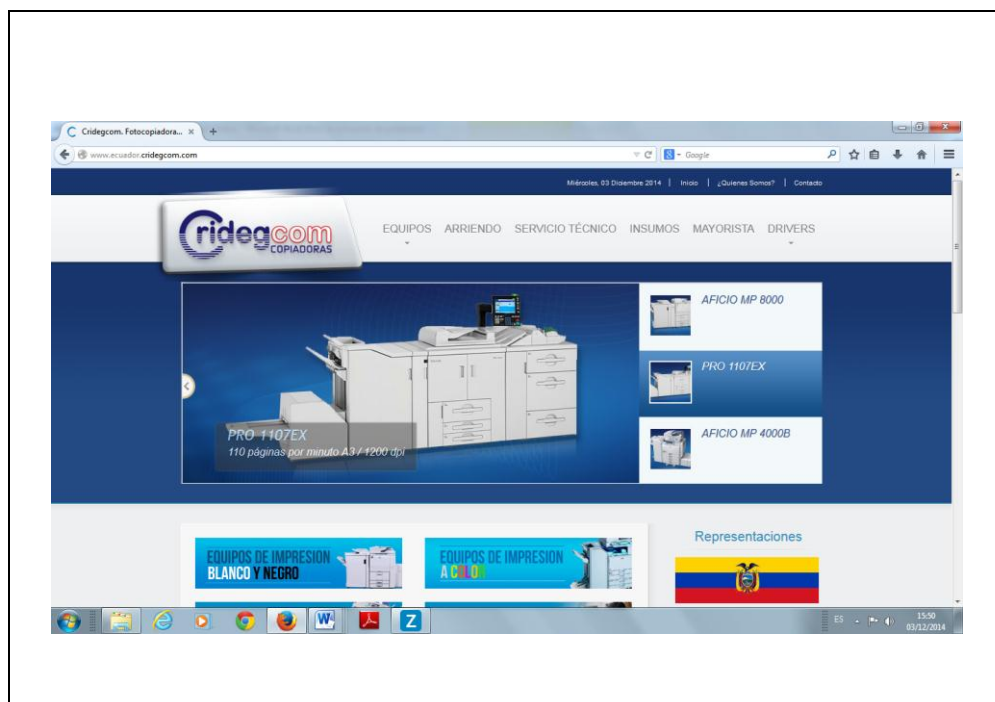 Cridegcom. Fotocopiadora... × +
www.ecuador.cridegcom.com
Google
Miércoles, 03 Diciembre 2014 | Inicio | ¿Quienes Somos? | Contacto
Cridegcom
COPIADORAS
EQUIPOS ARRIENDO SERVICIO TÉCNICO INSUMOS MAYORISTA DRIVERS
AFICIO MP 8000
PRO 1107EX
AFICIO MP 4000B
PRO 1107EX
110 páginas por minuto A3 / 1200 dpi
EQUIPOS DE IMPRESION
BLANCO Y NEGRO
EQUIPOS DE IMPRESION
A COLOR
Representaciones
ES
15:50
03/12/2014